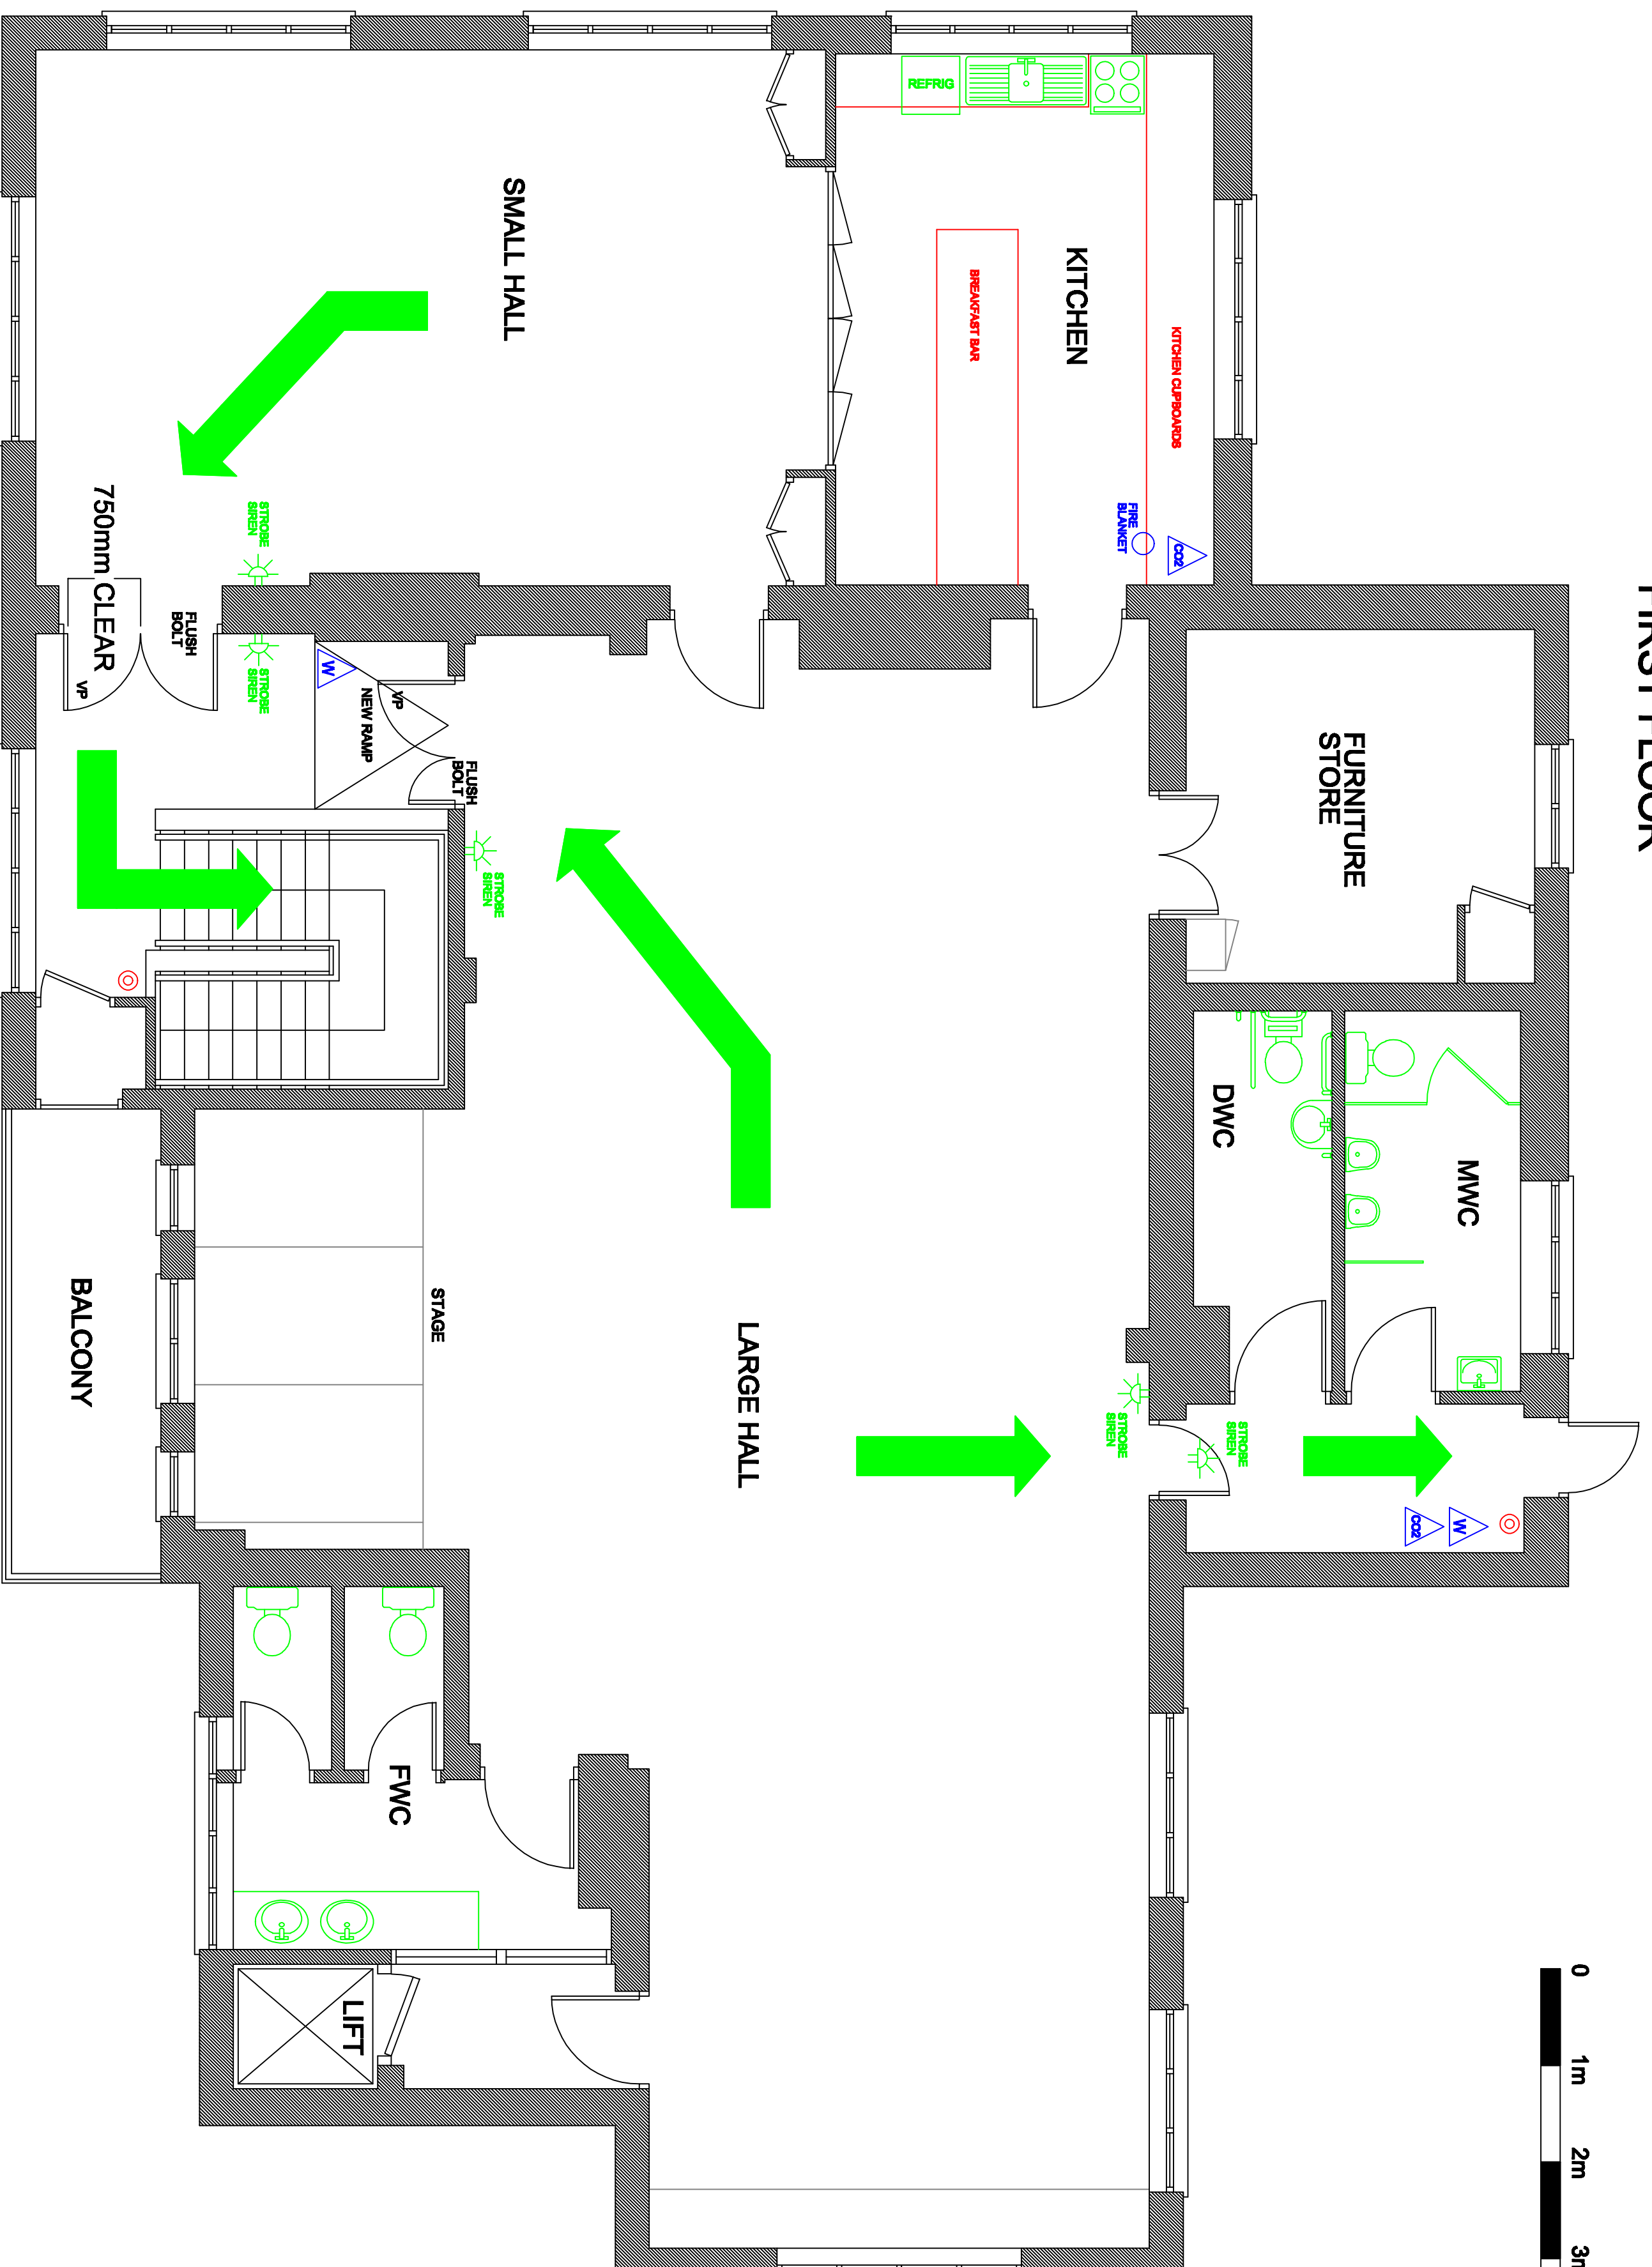 FIRST FLOOR
0
1m
2m
REFRIG
KITCHEN
KITCHEN CUPBOARDS
BREAKFAST BAR
FIRE
BLANKET
CO2
SMALL HALL
STROBE
SIREN
750mm CLEAR
FLUSH
BOLT
VP
STROBE
SIREN
W
NEW RAMP
VP
FLUSH
BOLT
STROBE
SIREN
FURNITURE
STORE
DWC
MWC
STROBE
SIREN
STROBE
SIREN
W
CO2
LARGE HALL
STAGE
BALCONY
FWC
LIFT